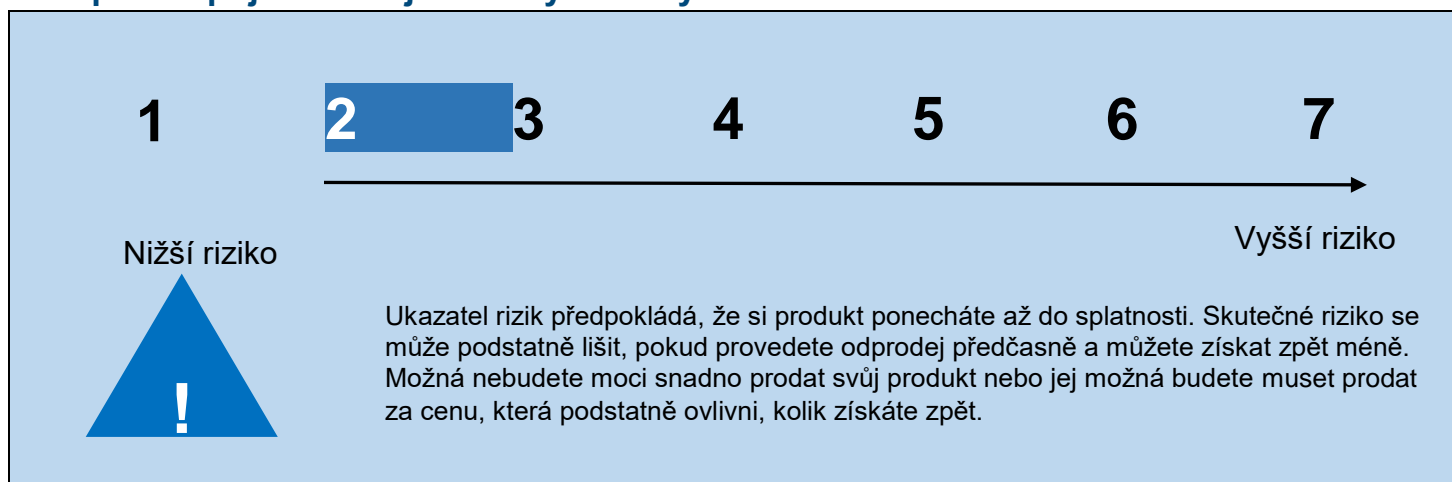 1 2 3 4 5 6 7
Nižší riziko
Vyšší riziko
!
Ukazatel rizik předpokládá, že si produkt ponecháte až do splatnosti. Skutečné riziko se
může podstatně lišit, pokud provedete odprodej předčasně a můžete získat zpět méně.
Možná nebudete moci snadno prodat svůj produkt nebo jej možná budete muset prodat
za cenu, která podstatně ovlivni, kolik získáte zpět.